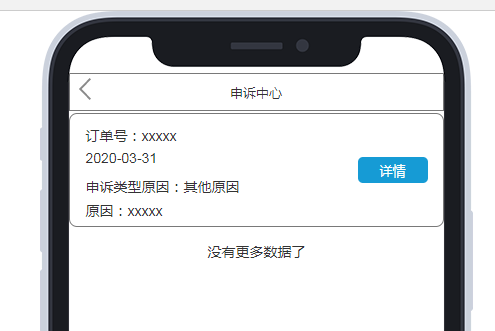 申诉中心
订单号：xxxxx
2020-03-31
详情
申诉类型原因：其他原因
原因：xxxxx
没有更多数据了